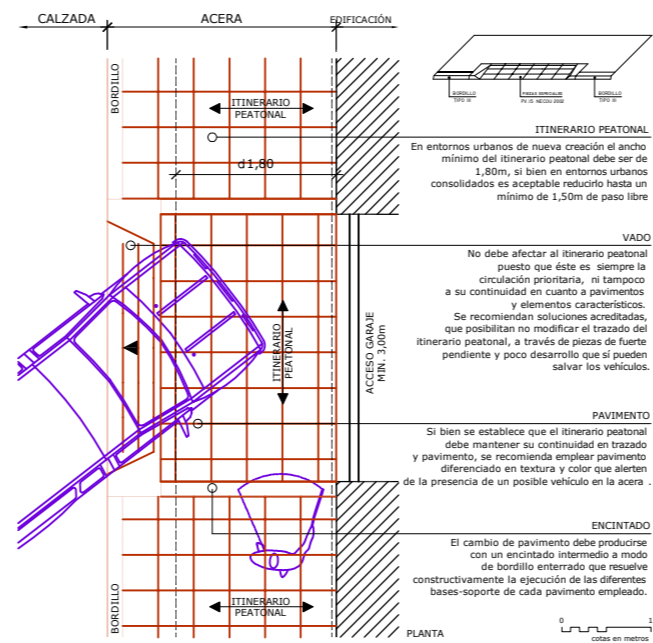 CALZADA
ACERA
EDIFICACIÓN
BORDILLO
ITINERARIO
PEATONAL
d1,80
BORDILLO
TIPO III
PIEZAS ESPECIALES
BORDILLO
TIPO III
ITINERARIO PEATONAL
En entornos urbanos de nueva creación el ancho
mínimo del itinerario peatonal debe ser de
1,80m, si bien en entornos urbanos
consolidados es aceptable reducirlo hasta un
mínimo de 1,50m de paso libre
VADO
No debe afectar al itinerario peatonal
puesto que éste es siempre la
circulación prioritaria, ni tampoco
a su continuidad en cuanto a pavimentos
y elementos característicos.
Se recomiendan soluciones acreditadas,
que posibilitan no modificar el trazado del
itinerario peatonal, a través de piezas de fuerte
pendiente y poco desarrollo que sí pueden
salvar los vehículos.
ITINERARIO
PEATONAL
ACCESO GARAJE
MIN. 3,00m
PAVIMENTO
Si bien se establece que el itinerario peatonal
debe mantener su continuidad en trazado
y pavimento, se recomienda emplear pavimento
diferenciado en textura y color que alerten
de la presencia de un posible vehículo en la acera .
ENCINTADO
El cambio de pavimento debe producirse
con un encintado intermedio a modo
de bordillo enterrado que resuelve
constructivamente la ejecución de las diferentes
bases-soporte de cada pavimento empleado.
BORDILLO
ITINERARIO
PEATONAL
PLANTA
0 1
cotas en metros